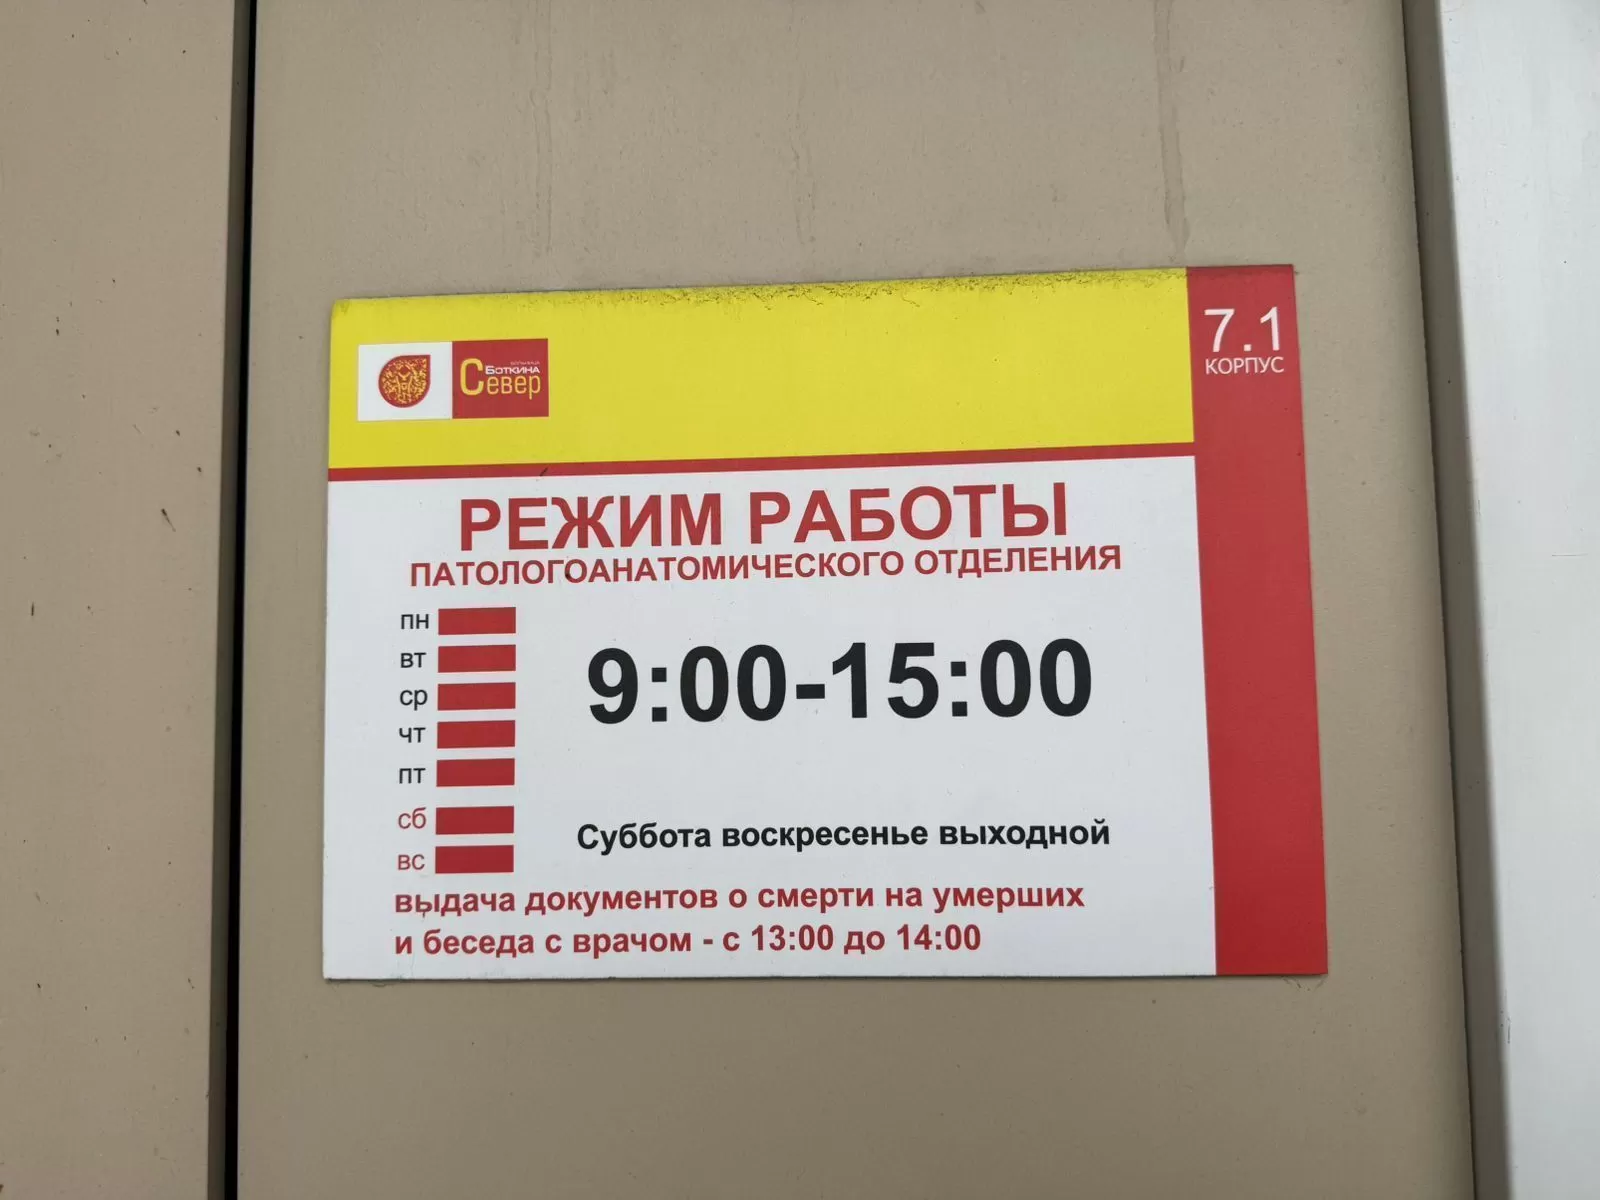 7.1
КОРПУС
БОЛЬНИЦА
БОТКИНА
Север
РЕЖИМ РАБОТЫ
ПАТОЛОГОАНАТОМИЧЕСКОГО ОТДЕЛЕНИЯ
пн
вт
ср
чт
пт
сб
вс
9:00-15:00
Суббота воскресенье выходной
выдача документов о смерти на умерших
и беседа с врачом - с 13:00 до 14:00